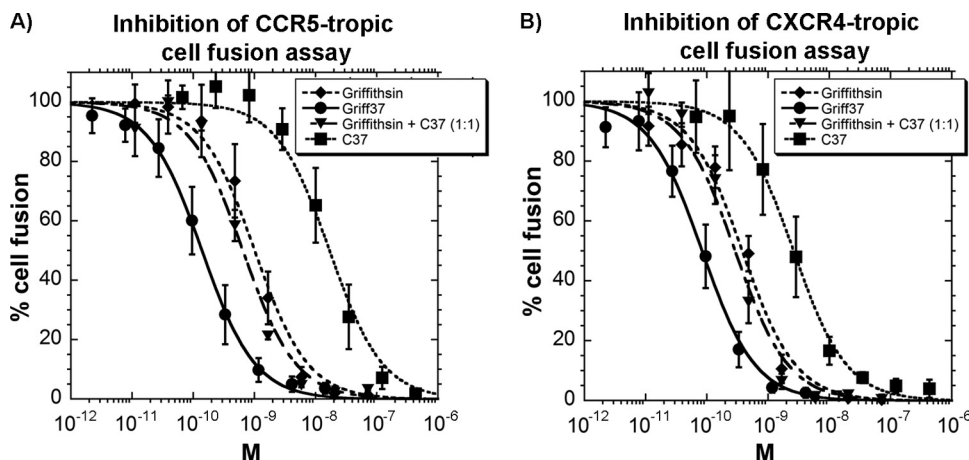 A)
Inhibition of CCR5-tropic
cell fusion assay
% cell fusion
100
80
60
40
20
0
Griffithsin
Griff37
Griffithsin + C37 (1:1)
C37
10⁻¹² 10⁻¹¹ 10⁻¹⁰ 10⁻⁹ 10⁻⁸ 10⁻⁷ 10⁻⁶
M
B)
Inhibition of CXCR4-tropic
cell fusion assay
% cell fusion
100
80
60
40
20
0
Griffithsin
Griff37
Griffithsin + C37 (1:1)
C37
10⁻¹² 10⁻¹¹ 10⁻¹⁰ 10⁻⁹ 10⁻⁸ 10⁻⁷ 10⁻⁶
M